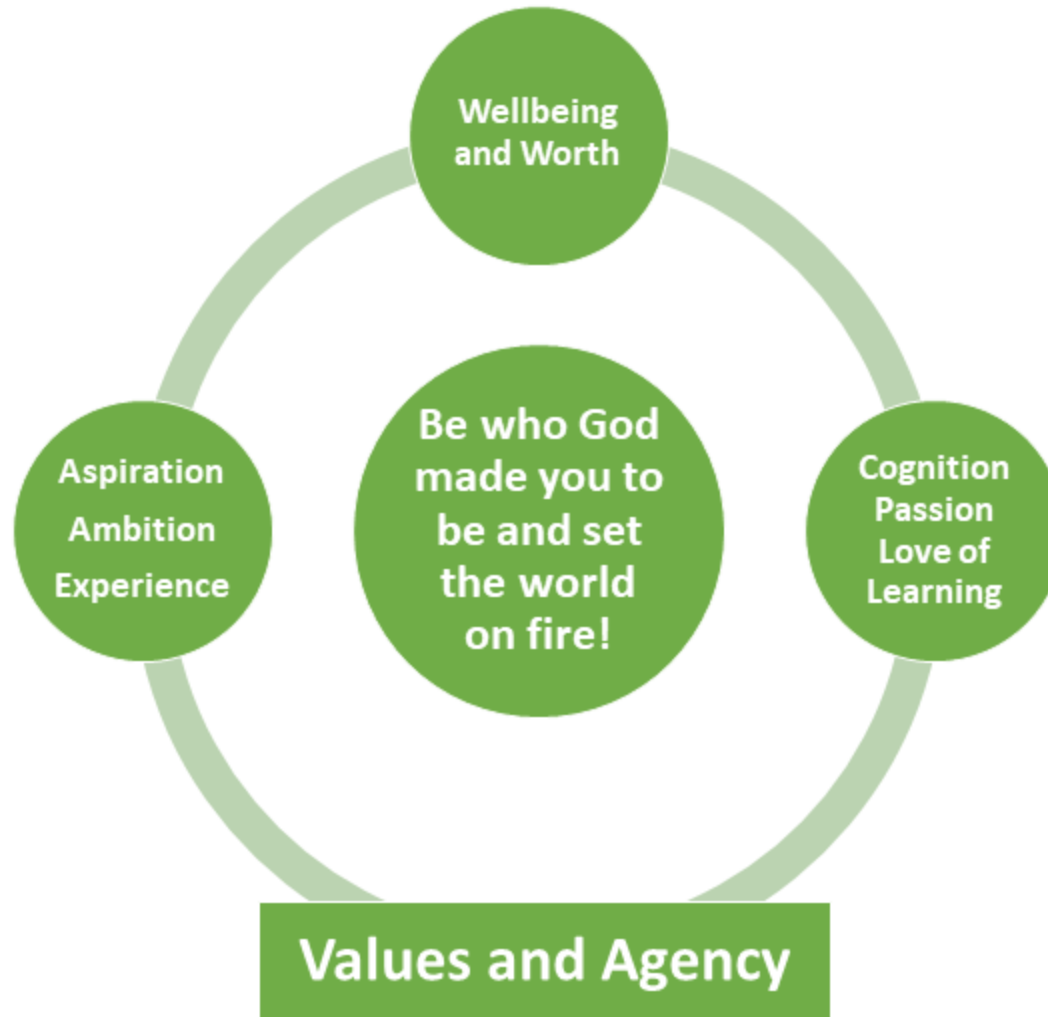 Wellbeing
and Worth
Aspiration
Ambition
Experience
Be who God
made you to
be and set
the world
on fire!
Cognition
Passion
Love of
Learning
Values and Agency